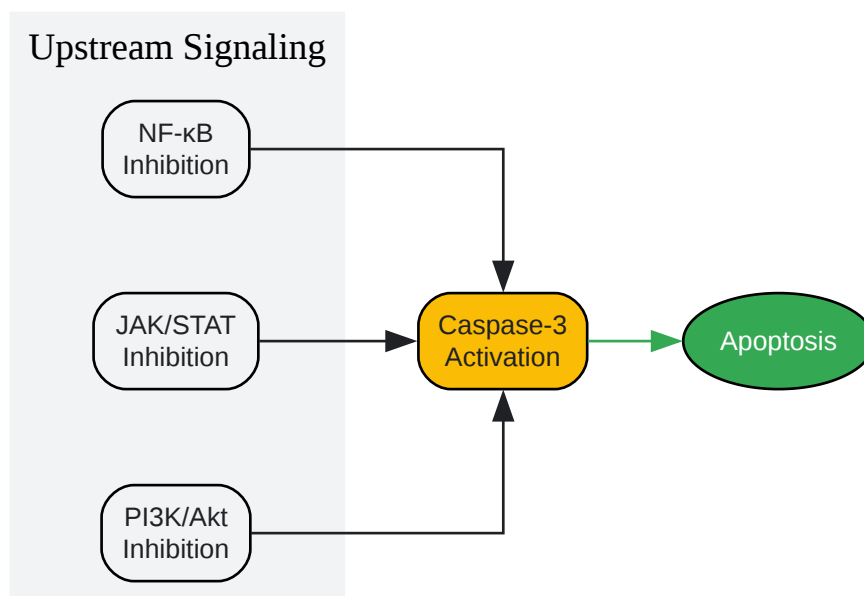 Upstream Signaling
NF-κB
Inhibition
JAK/STAT
Inhibition
Caspase-3
Activation
Apoptosis
PI3K/Akt
Inhibition